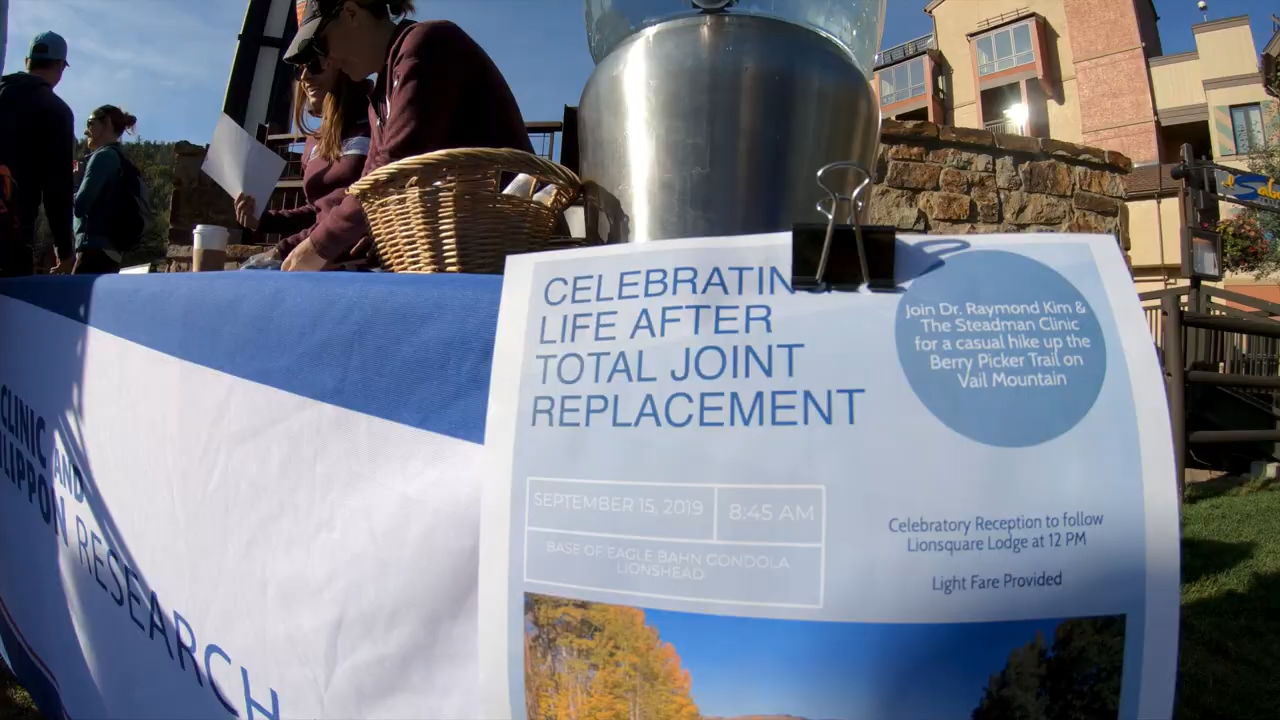 CELEBRATING
LIFE AFTER
TOTAL JOINT
REPLACEMENT
Join Dr. Raymond Kim &
The Steadman Clinic
for a casual hike up the
Berry Picker Trail on
Vail Mountain
SEPTEMBER 15, 2019
8:45 AM
BASE OF EAGLE BAHN GONDOLA
LIONSHEAD
Celebratory Reception to follow
Lionsquare Lodge at 12 PM
Light Fare Provided
CLINIC AND
ILIPPON RESEARCH